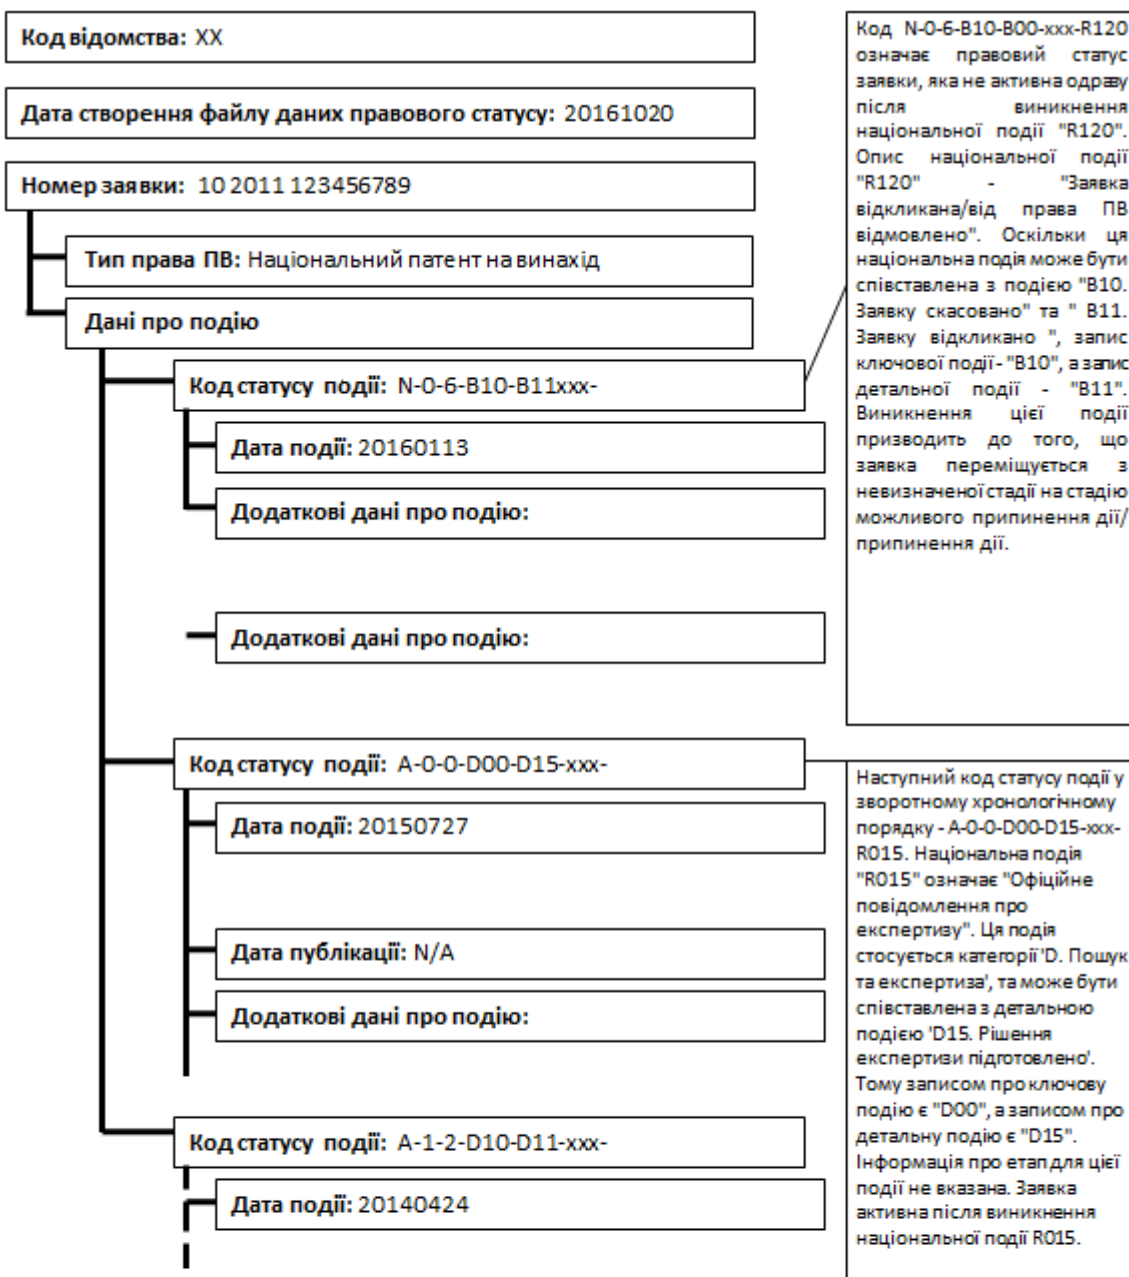 Код відомства: XX
Дата створення файлу даних правового статусу: 20161020
Номер заявки: 10 2011 123456789
Тип права ПВ: Національний патент на винахід
Дані про подію
Код статусу події: N-0-6-B10-B11xxx-
Дата події: 20160113
Додаткові дані про подію:
Додаткові дані про подію:
Код статусу події: A-0-0-D00-D15-xxx-
Дата події: 20150727
Дата публікації: N/A
Додаткові дані про подію:
Код статусу події: A-1-2-D10-D11-xxx-
Дата події: 20140424
Код N-0-6-B10-B00-xxx-R120
означає правовий статус
заявки, яка не активна одразу
після виникнення
національної події "R120".
Опис національної події
"R120" - "Заявка
відкликана/від права ПВ
відмовлено". Оскільки ця
національна подія може бути
співставлена з подією "B10.
Заявку скасовано" та " B11.
Заявку відкликано ", запис
ключової події - "B10", а запис
детальної події - "B11".
Виникнення цієї події
призводить до того, що
заявка переміщується з
невизначеної стадії на стадію
можливого припинення дії/
припинення дії.
Наступний код статусу події у
зворотному хронологічному
порядку - A-0-0-D00-D15-xxx-
R015. Національна подія
"R015" означає "Офіційне
повідомлення про
експертизу". Ця подія
стосується категорії 'D. Пошук
та експертиза', та може бути
співставлена з детальною
подією 'D15. Рішення
експертизи підготовлено'.
Тому записом про ключову
подію є "D00", а записом про
детальну подію є "D15".
Інформація про етап для цієї
події не вказана. Заявка
активна після виникнення
національної події R015.